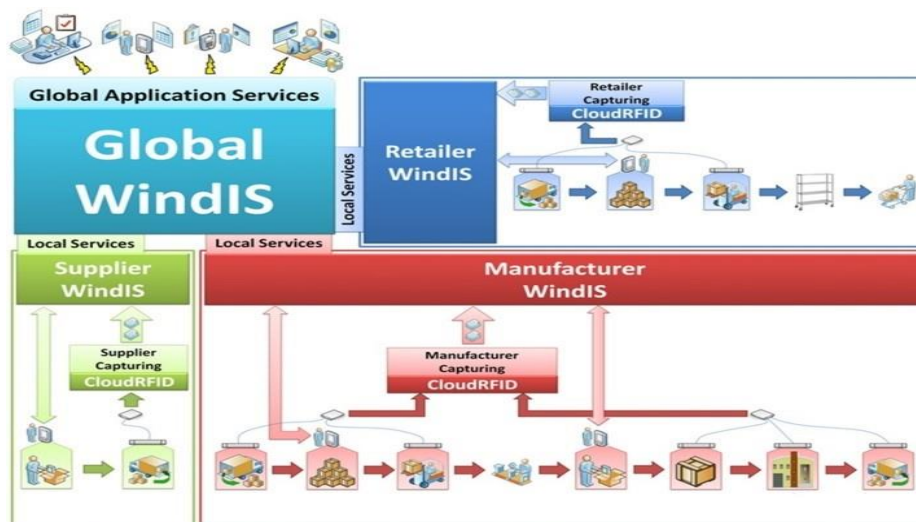 Global Application Services
Global
WindIS
Local Services
Retailer
WindIS
Retailer
Capturing
CloudRFID
Local Services
Supplier
WindIS
Supplier
Capturing
CloudRFID
Local Services
Manufacturer
WindIS
Manufacturer
Capturing
CloudRFID